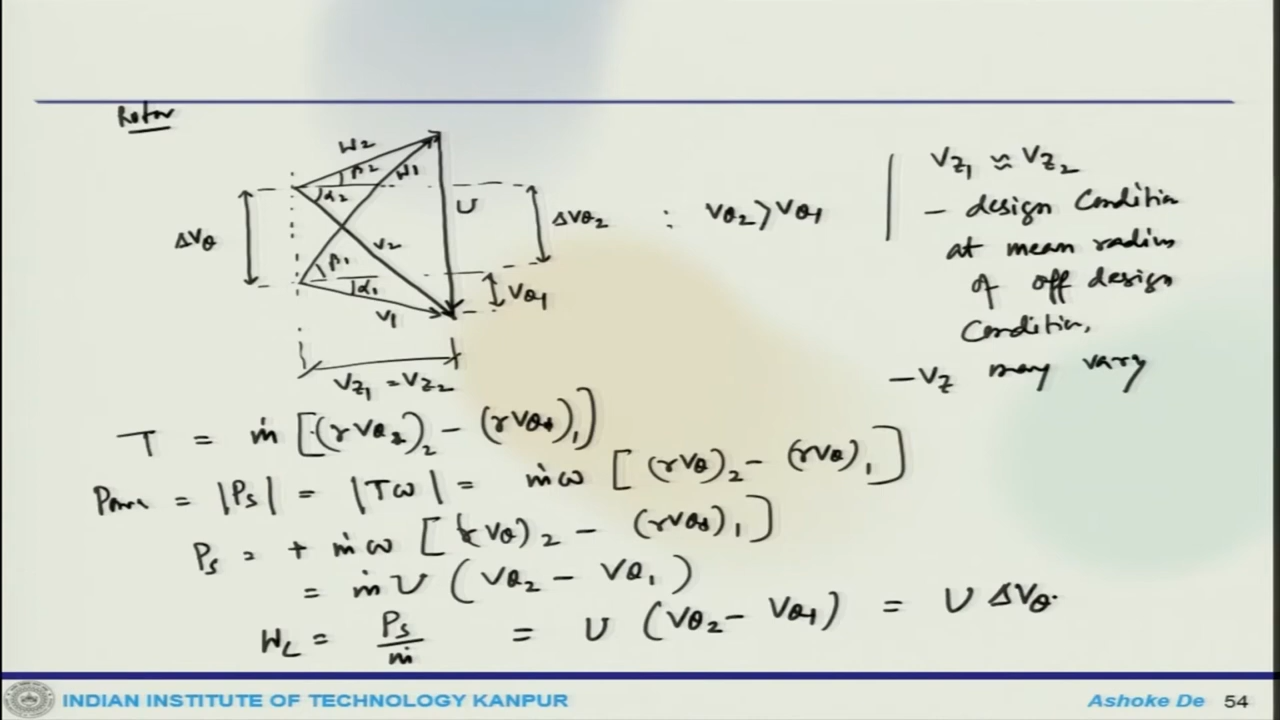 Rotor
W2
β2
W1
α2
U
ΔVθ
V2
β1
α1
V1
ΔVθ2
Vθ1
: Vθ2 > Vθ1
VZ1 = VZ2
VZ1 ≈ VZ2
- design Condition
at mean radius
of off design
Condition,
- VZ may vary
T = ṁ [(rVθ2)2 - (rVθ1)1]
Power = |Ps| = |Tω| = ṁω [(rVθ)2 - (rVθ)1]
Ps = + ṁω [(rVθ)2 - (rVθ)1]
= ṁU (Vθ2 - Vθ1)
WC = Ps/ṁ = U (Vθ2 - Vθ1) = U ΔVθ.
INDIAN INSTITUTE OF TECHNOLOGY KANPUR
Ashoke De 54